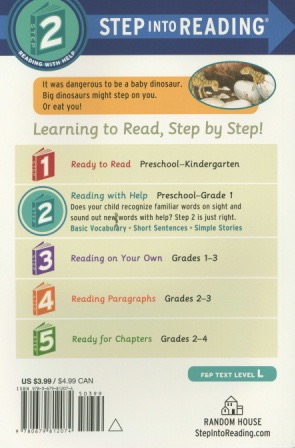 STEP
2
READING-WITH-HELP
STEP INTO READING®
It was dangerous to be a baby dinosaur.
Big dinosaurs might step on you.
Or eat you!
Learning to Read, Step by Step!
1 Ready to Read Preschool–Kindergarten
2 Reading with Help Preschool–Grade 1
Does your child recognize familiar words on sight and
sound out new words with help? Step 2 is just right.
Basic Vocabulary • Short Sentences • Simple Stories
3 Reading on Your Own Grades 1–3
4 Reading Paragraphs Grades 2–3
5 Ready for Chapters Grades 2–4
F&P TEXT LEVEL L
US $3.99 / $4.99 CAN
ISBN 978-0-679-81207-4
50399
9 780679 812074
RANDOM HOUSE
StepIntoReading.com